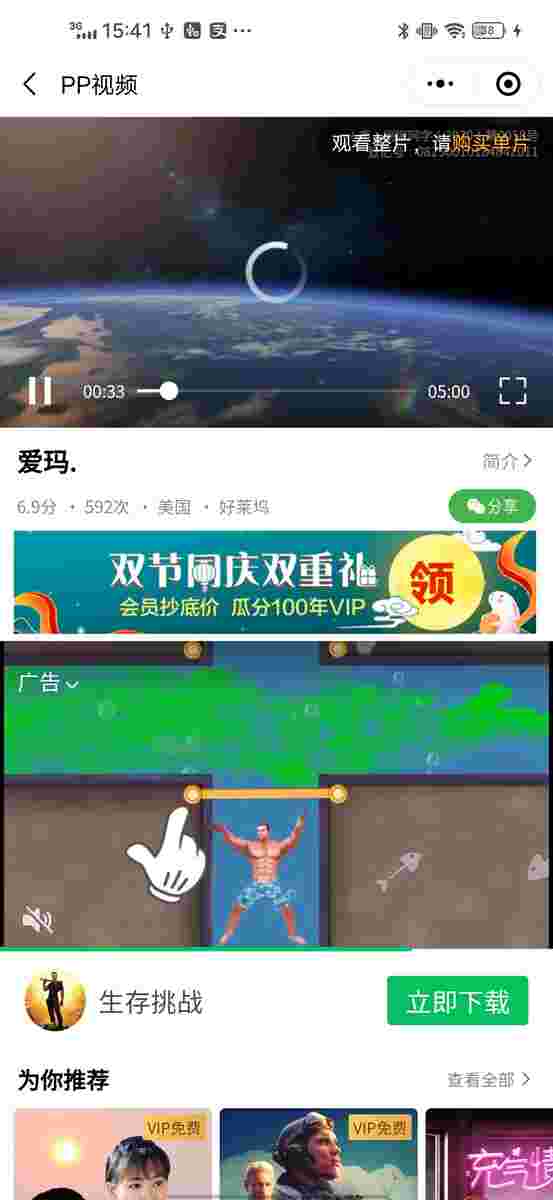 3G 15:41
58
PP视频
观看整片，请购买单片
00:33
05:00
爱玛.
简介
6.9分 · 592次 · 美国 · 好莱坞
分享
双节同庆双重礼
会员抄底价 瓜分100年VIP
领
广告
生存挑战
立即下载
为你推荐
查看全部
VIP免费
VIP免费
充气情